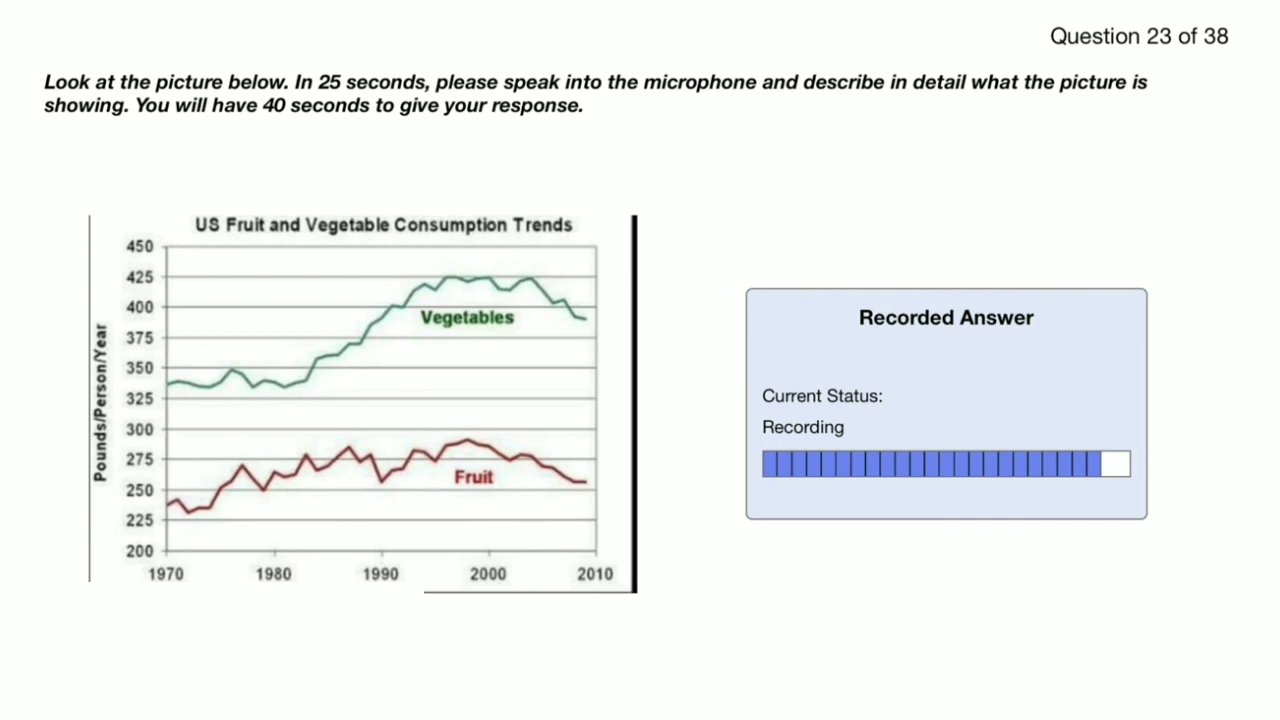 Question 23 of 38
Look at the picture below. In 25 seconds, please speak into the microphone and describe in detail what the picture is
showing. You will have 40 seconds to give your response.
US Fruit and Vegetable Consumption Trends
450
425
400
375
350
325
300
275
250
225
200
Pounds/Person/Year
Vegetables
Fruit
1970 1980 1990 2000 2010
Recorded Answer
Current Status:
Recording